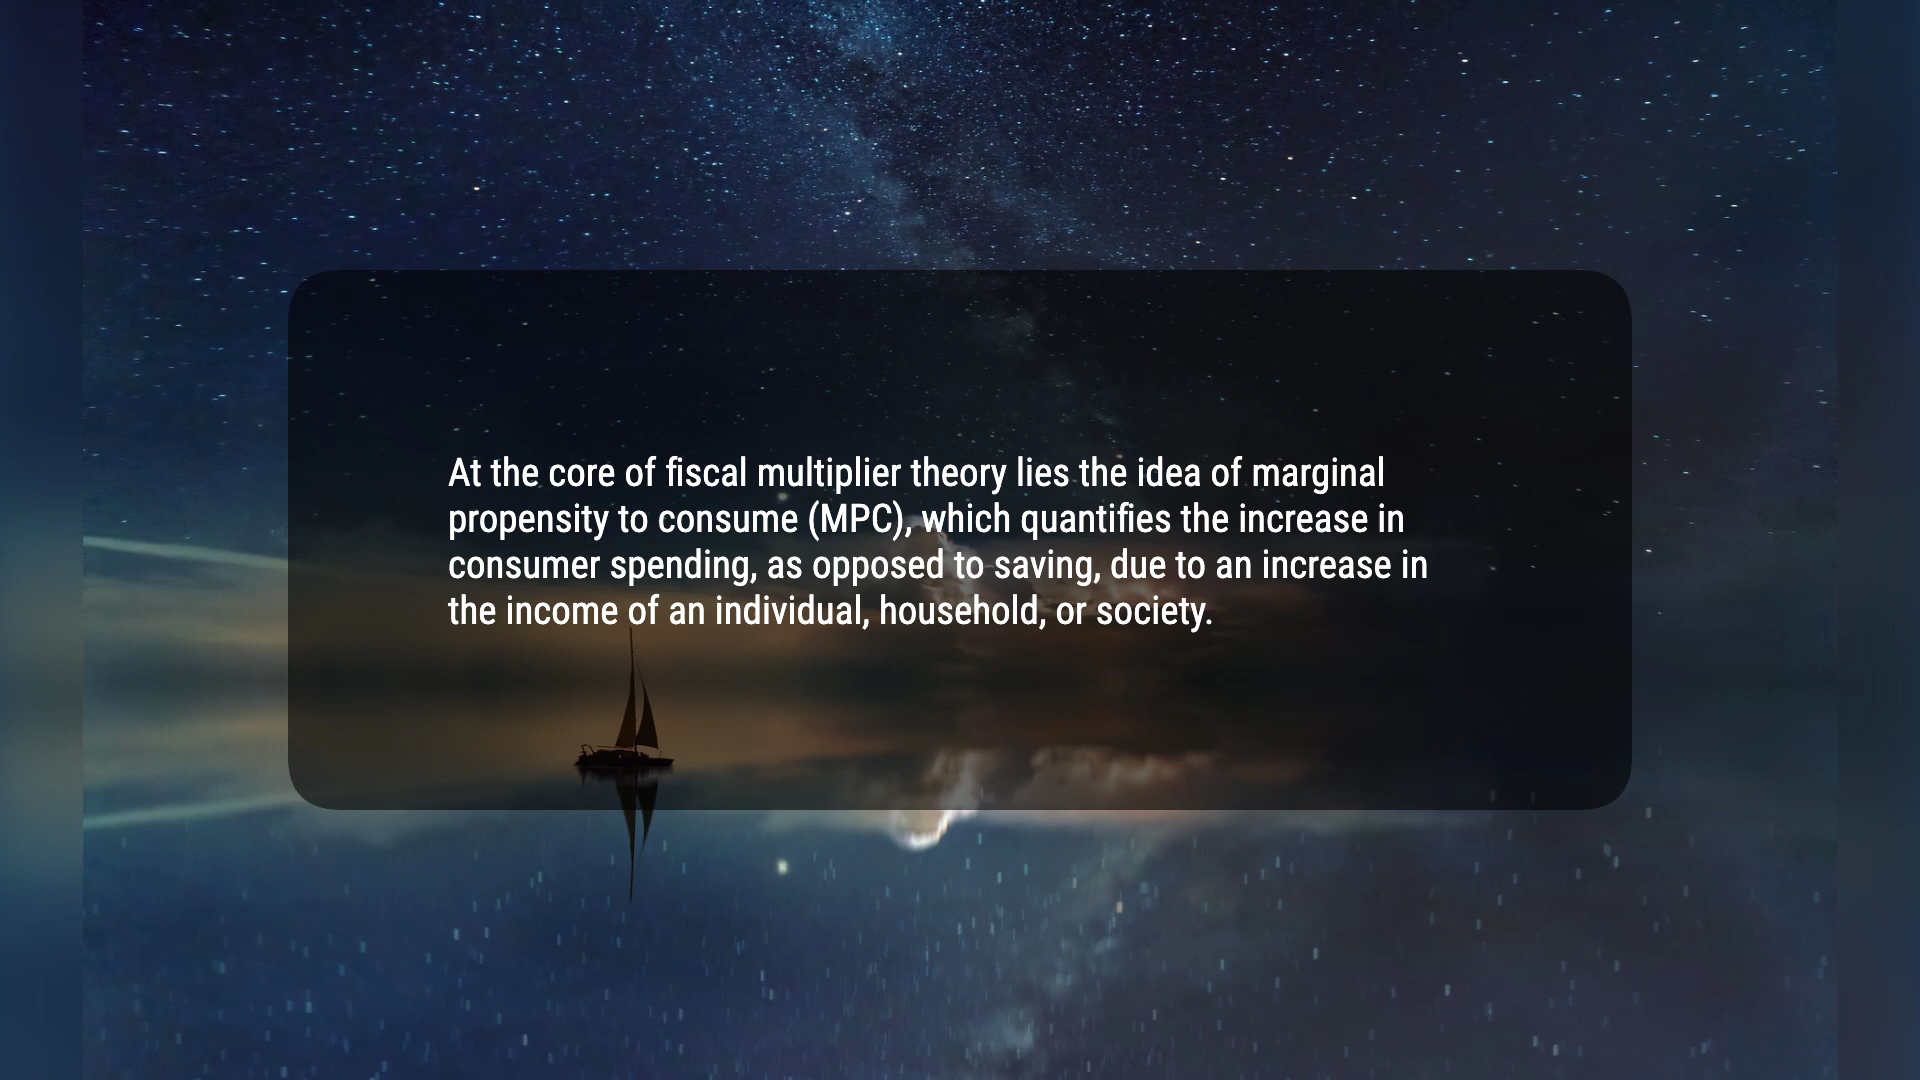 At the core of fiscal multiplier theory lies the idea of marginal
propensity to consume (MPC), which quantifies the increase in
consumer spending, as opposed to saving, due to an increase in
the income of an individual, household, or society.